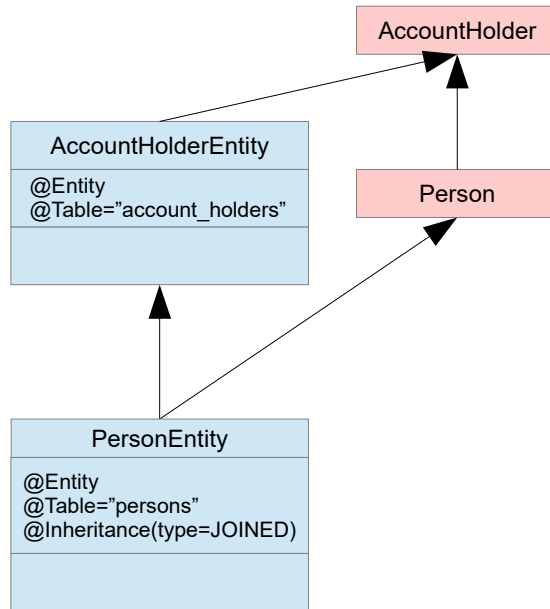 AccountHolder
AccountHolderEntity
@Entity
@Table=”account_holders”
Person
PersonEntity
@Entity
@Table=”persons”
@Inheritance(type=JOINED)